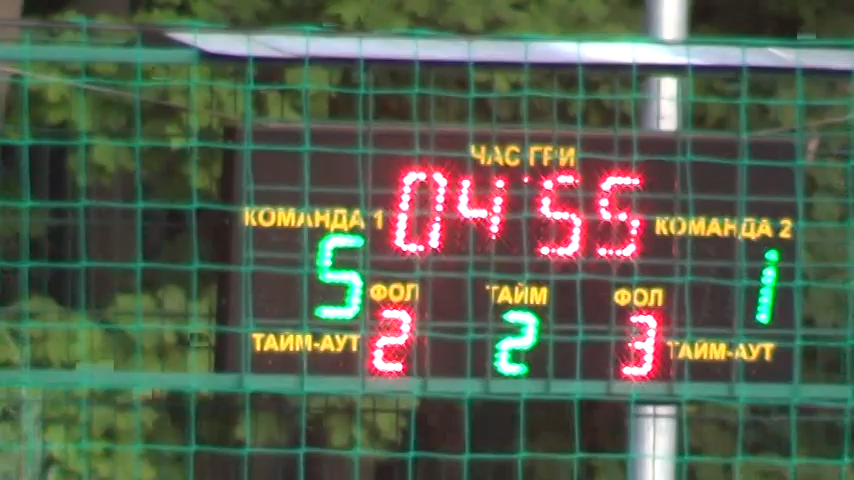 ЧАС ГРИ
04:55
КОМАНДА 1
КОМАНДА 2
5
1
ФОЛ
ТАЙМ
ФОЛ
2
2
3
ТАЙМ-АУТ
ТАЙМ-АУТ